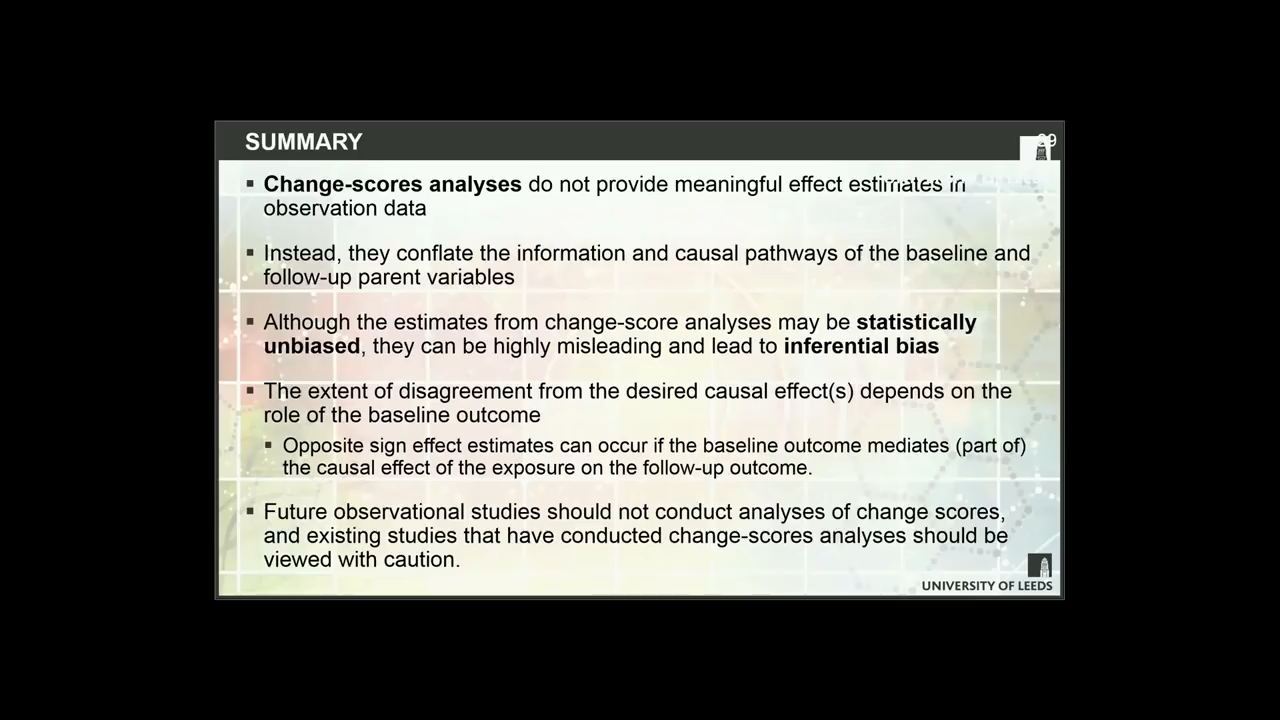 SUMMARY
29
▪ Change-scores analyses do not provide meaningful effect estimates in
observation data
▪ Instead, they conflate the information and causal pathways of the baseline and
follow-up parent variables
▪ Although the estimates from change-score analyses may be statistically
unbiased, they can be highly misleading and lead to inferential bias
▪ The extent of disagreement from the desired causal effect(s) depends on the
role of the baseline outcome
▪ Opposite sign effect estimates can occur if the baseline outcome mediates (part of)
the causal effect of the exposure on the follow-up outcome.
▪ Future observational studies should not conduct analyses of change scores,
and existing studies that have conducted change-scores analyses should be
viewed with caution.
UNIVERSITY OF LEEDS